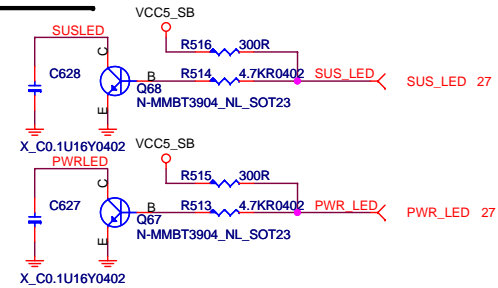 VCC5_SB
SUSLED
R516 300R
C
C628
R514 4.7KR0402 SUS_LED SUS_LED 27
B
Q68
N-MMBT3904_NL_SOT23
E
X_C0.1U16Y0402
VCC5_SB
PWRLED
R515 300R
C
C627
R513 4.7KR0402 PWR_LED PWR_LED 27
B
Q67
N-MMBT3904_NL_SOT23
E
X_C0.1U16Y0402